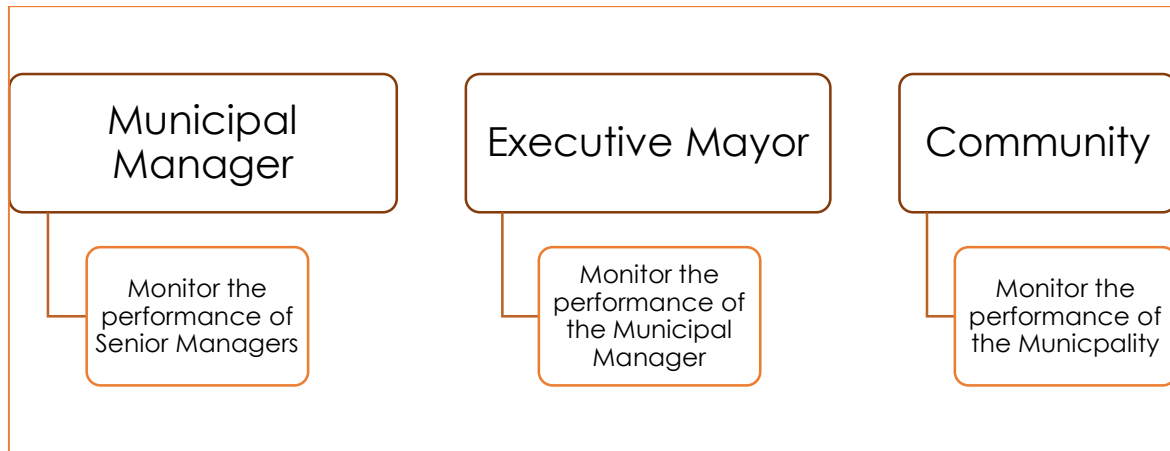 Municipal
Manager
Monitor the
performance of
Senior Managers
Executive Mayor
Monitor the
performance of
the Municipal
Manager
Community
Monitor the
performance of
the Municpality